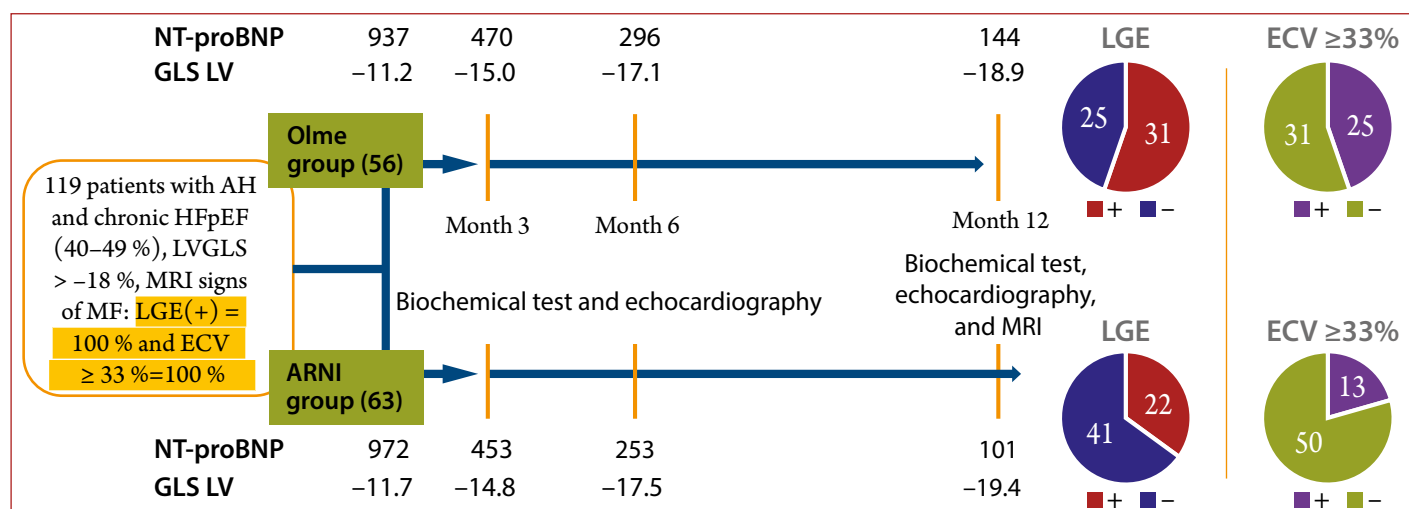 NT-proBNP 937 470 296 144
GLS LV –11.2 –15.0 –17.1 –18.9
LGE
ECV ≥33%
25 31
31 25
+ –
+ –
Olme
group (56)
119 patients with AH
and chronic HFpEF
(40–49 %), LVGLS
> –18 %, MRI signs
of MF: LGE(+) =
100 % and ECV
≥ 33 %=100 %
Month 3
Month 6
Month 12
Biochemical test and echocardiography
Biochemical test,
echocardiography,
and MRI
ARNI
group (63)
LGE
ECV ≥33%
41 22
50 13
+ –
+ –
NT-proBNP 972 453 253 101
GLS LV –11.7 –14.8 –17.5 –19.4